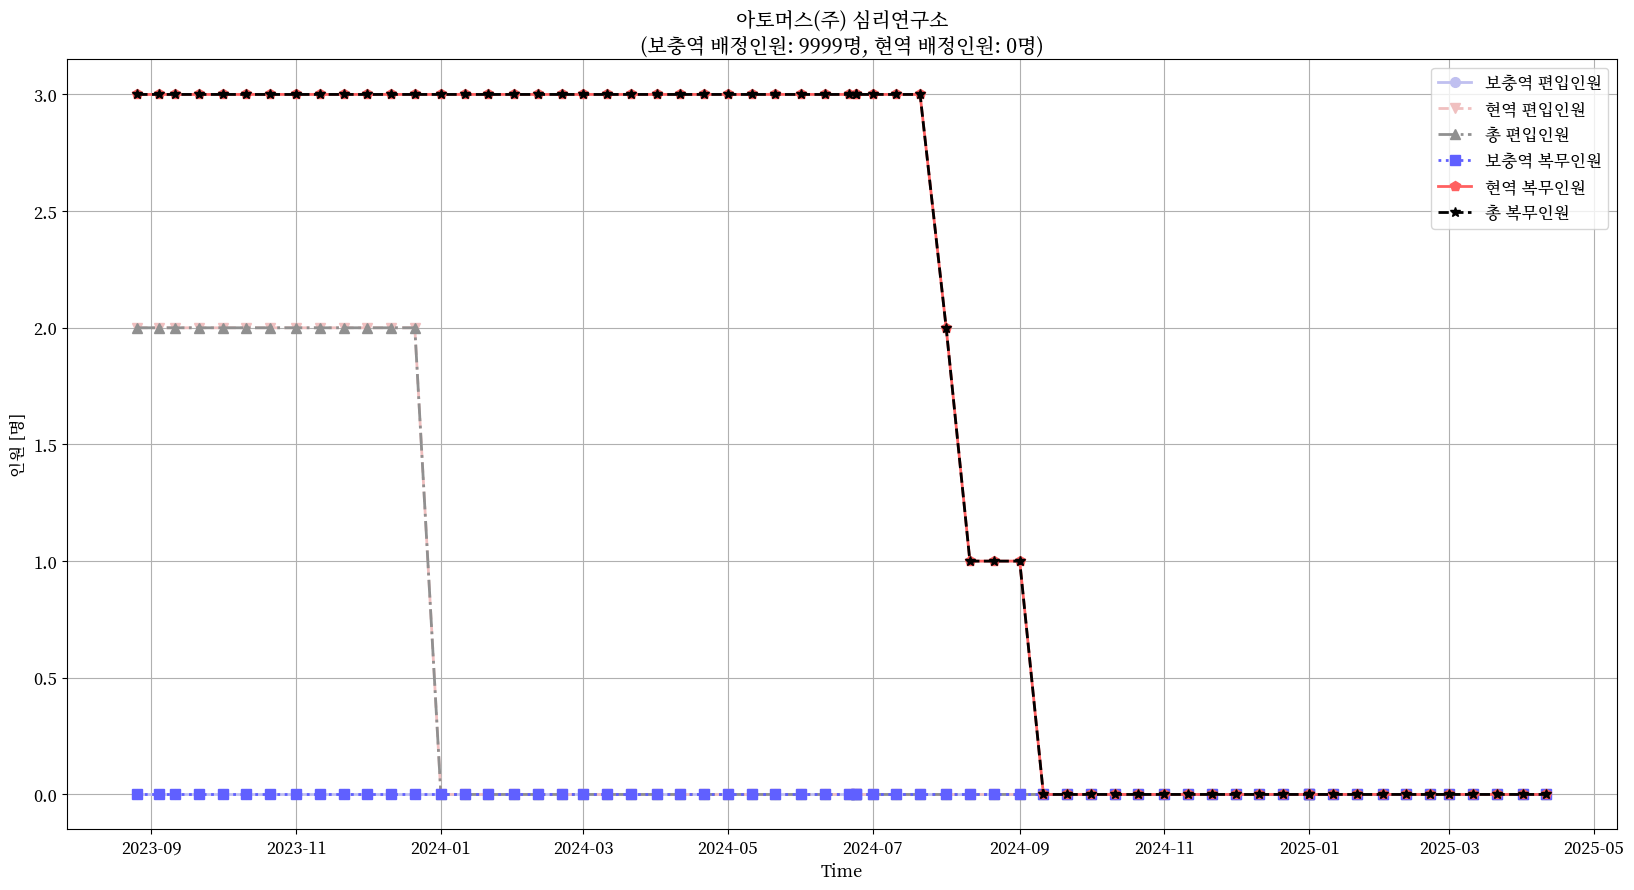 아토머스(주) 심리연구소
(보충역 배정인원: 9999명, 현역 배정인원: 0명)
보충역 편입인원
현역 편입인원
총 편입인원
보충역 복무인원
현역 복무인원
총 복무인원
인원 [명]
3.0
2.5
2.0
1.5
1.0
0.5
0.0
2023-09 2023-11 2024-01 2024-03 2024-05 2024-07 2024-09 2024-11 2025-01 2025-03 2025-05
Time